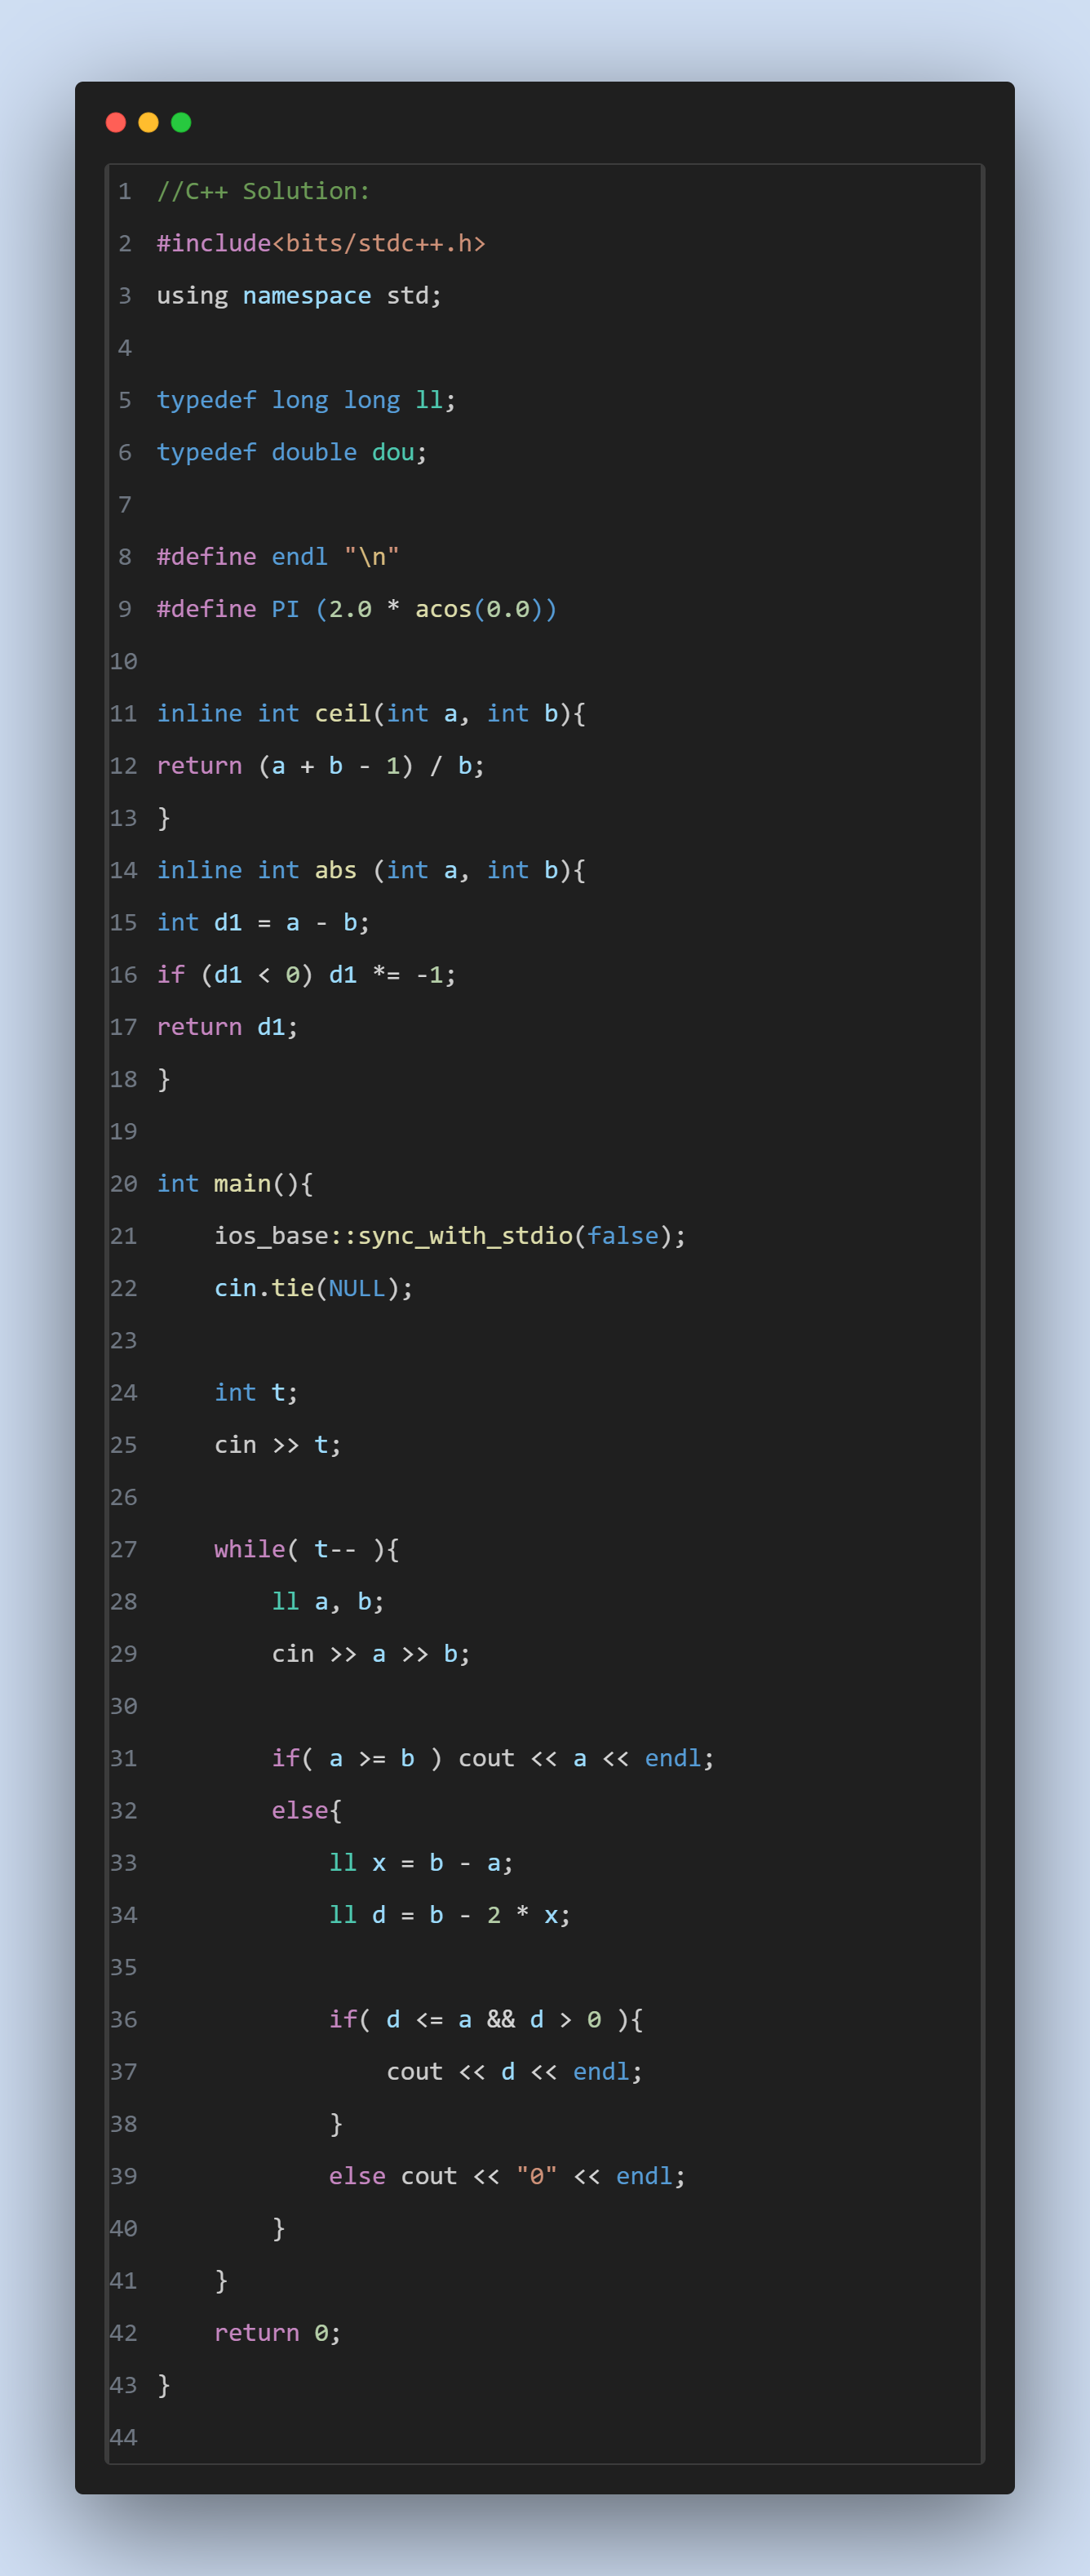 1 //C++ Solution:
2 #include<bits/stdc++.h>
3 using namespace std;
4
5 typedef long long ll;
6 typedef double dou;
7
8 #define endl "\n"
9 #define PI (2.0 * acos(0.0))
10
11 inline int ceil(int a, int b){
12 return (a + b - 1) / b;
13 }
14 inline int abs (int a, int b){
15 int d1 = a - b;
16 if (d1 < 0) d1 *= -1;
17 return d1;
18 }
19
20 int main(){
21     ios_base::sync_with_stdio(false);
22     cin.tie(NULL);
23
24     int t;
25     cin >> t;
26
27     while( t-- ){
28         ll a, b;
29         cin >> a >> b;
30
31         if( a >= b ) cout << a << endl;
32         else{
33             ll x = b - a;
34             ll d = b - 2 * x;
35
36             if( d <= a && d > 0 ){
37                 cout << d << endl;
38             }
39             else cout << "0" << endl;
40         }
41     }
42     return 0;
43 }
44